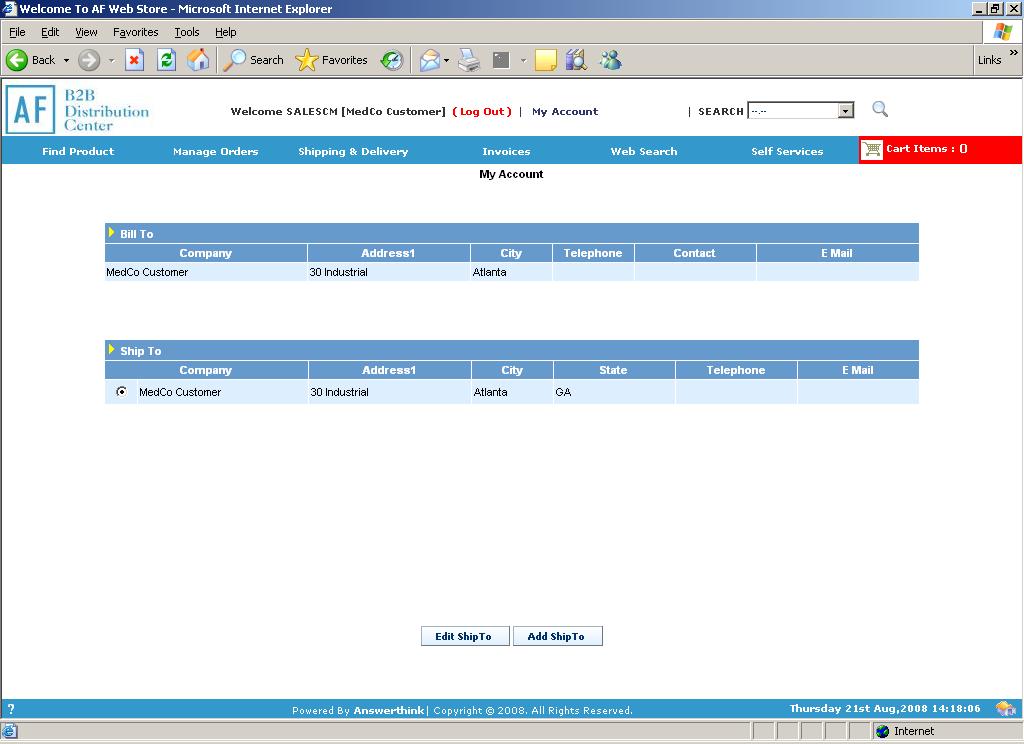 Welcome To AF Web Store - Microsoft Internet Explorer
File Edit View Favorites Tools Help
Back Search Favorites Links »
AF B2B Distribution Center
Welcome SALESCM [MedCo Customer] ( Log Out ) | My Account | SEARCH --.--
Find Product Manage Orders Shipping & Delivery Invoices Web Search Self Services Cart Items : 0
My Account
Bill To
Company Address1 City Telephone Contact E Mail
MedCo Customer 30 Industrial Atlanta
Ship To
Company Address1 City State Telephone E Mail
MedCo Customer 30 Industrial Atlanta GA
Edit ShipTo Add ShipTo
? Powered By Answerthink | Copyright © 2008. All Rights Reserved. Thursday 21st Aug,2008 14:18:06
Internet